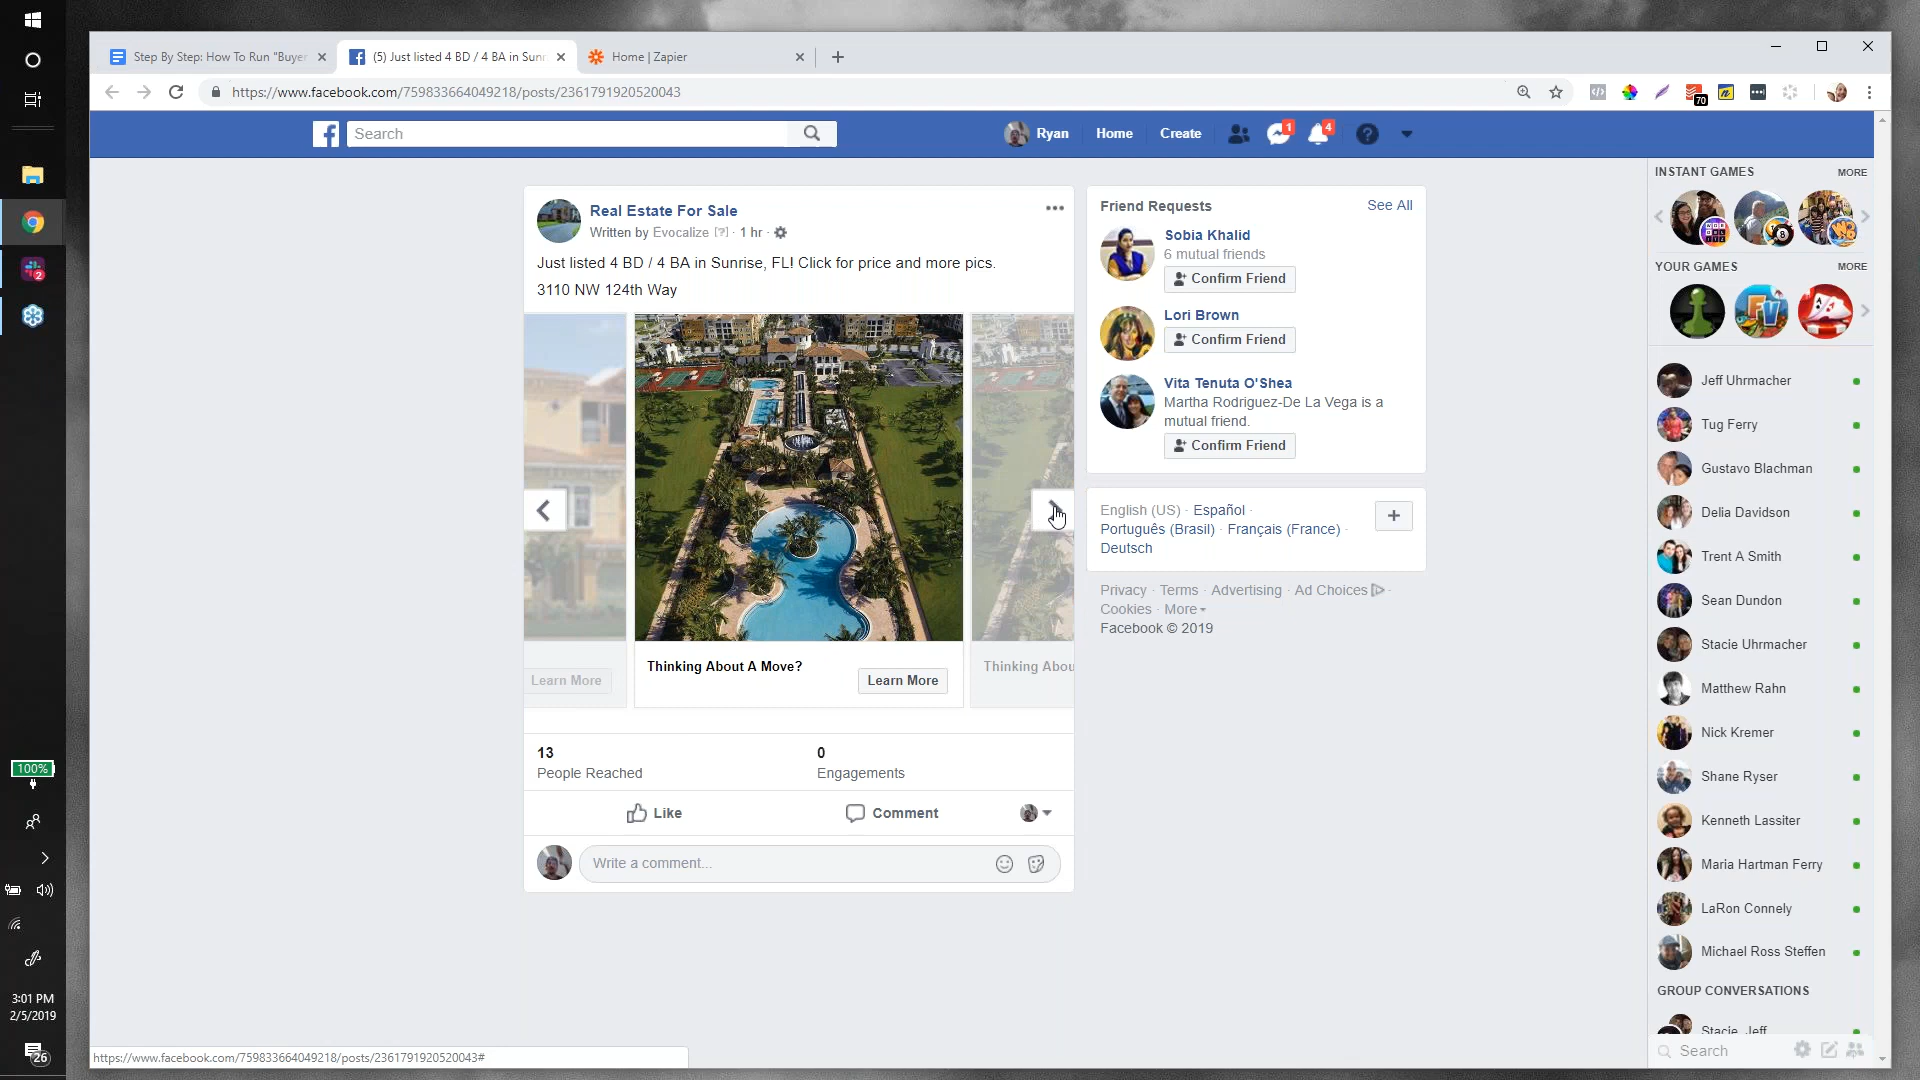 Step By Step: How To Run "Buyer
(5) Just listed 4 BD / 4 BA in Sunr
Home | Zapier
https://www.facebook.com/759833664049218/posts/2361791920520043
70
Search
Ryan
Home
Create
1
4
Real Estate For Sale
Written by Evocalize [?] · 1 hr ·
Just listed 4 BD / 4 BA in Sunrise, FL! Click for price and more pics.
3110 NW 124th Way
Learn More
Thinking About A Move?
Learn More
Thinking Abou
13
People Reached
0
Engagements
Like
Comment
Write a comment...
Friend Requests
See All
Sobia Khalid
6 mutual friends
Confirm Friend
Lori Brown
Confirm Friend
Vita Tenuta O'Shea
Martha Rodriguez-De La Vega is a
mutual friend.
Confirm Friend
English (US) · Español ·
Português (Brasil) · Français (France) ·
Deutsch
Privacy · Terms · Advertising · Ad Choices ·
Cookies · More
Facebook © 2019
INSTANT GAMES
MORE
YOUR GAMES
MORE
Jeff Uhrmacher
Tug Ferry
Gustavo Blachman
Delia Davidson
Trent A Smith
Sean Dundon
Stacie Uhrmacher
Matthew Rahn
Nick Kremer
Shane Ryser
Kenneth Lassiter
Maria Hartman Ferry
LaRon Connely
Michael Ross Steffen
GROUP CONVERSATIONS
Stacie, Jeff
Search
2
100%
3:01 PM
2/5/2019
26
https://www.facebook.com/759833664049218/posts/2361791920520043#